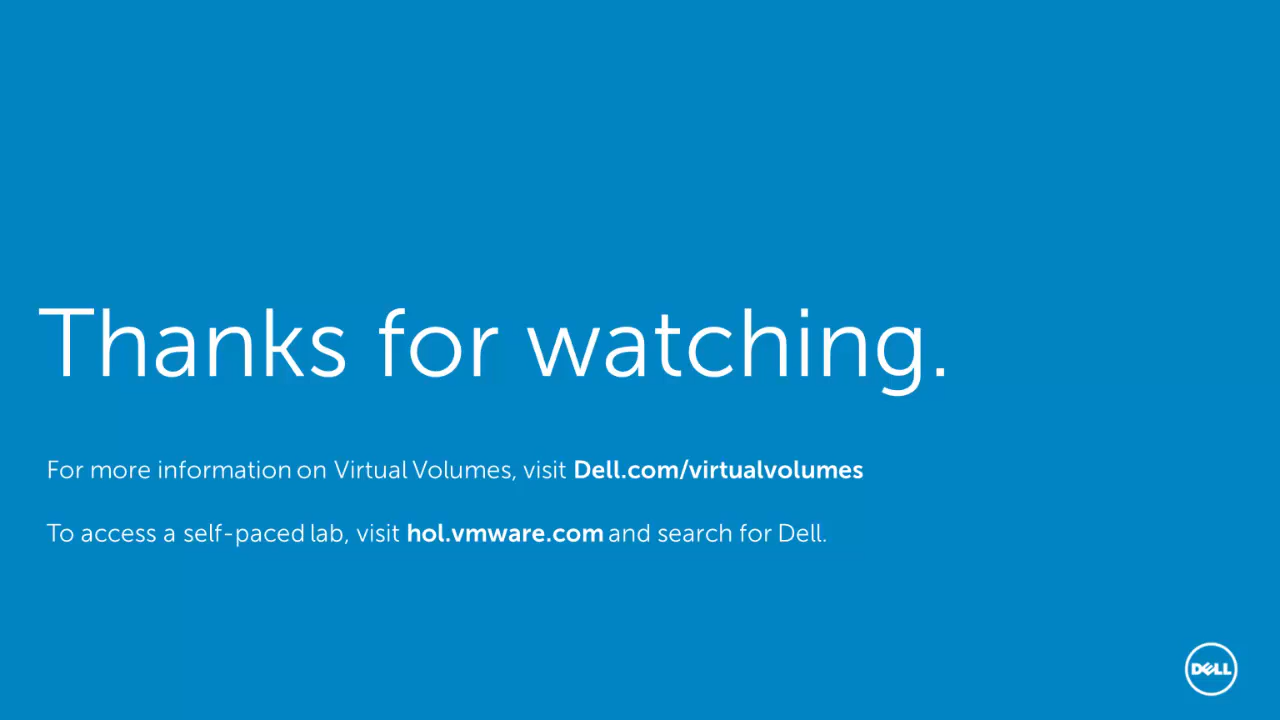 Thanks for watching.
For more information on Virtual Volumes, visit Dell.com/virtualvolumes
To access a self-paced lab, visit hol.vmware.com and search for Dell.
DELL